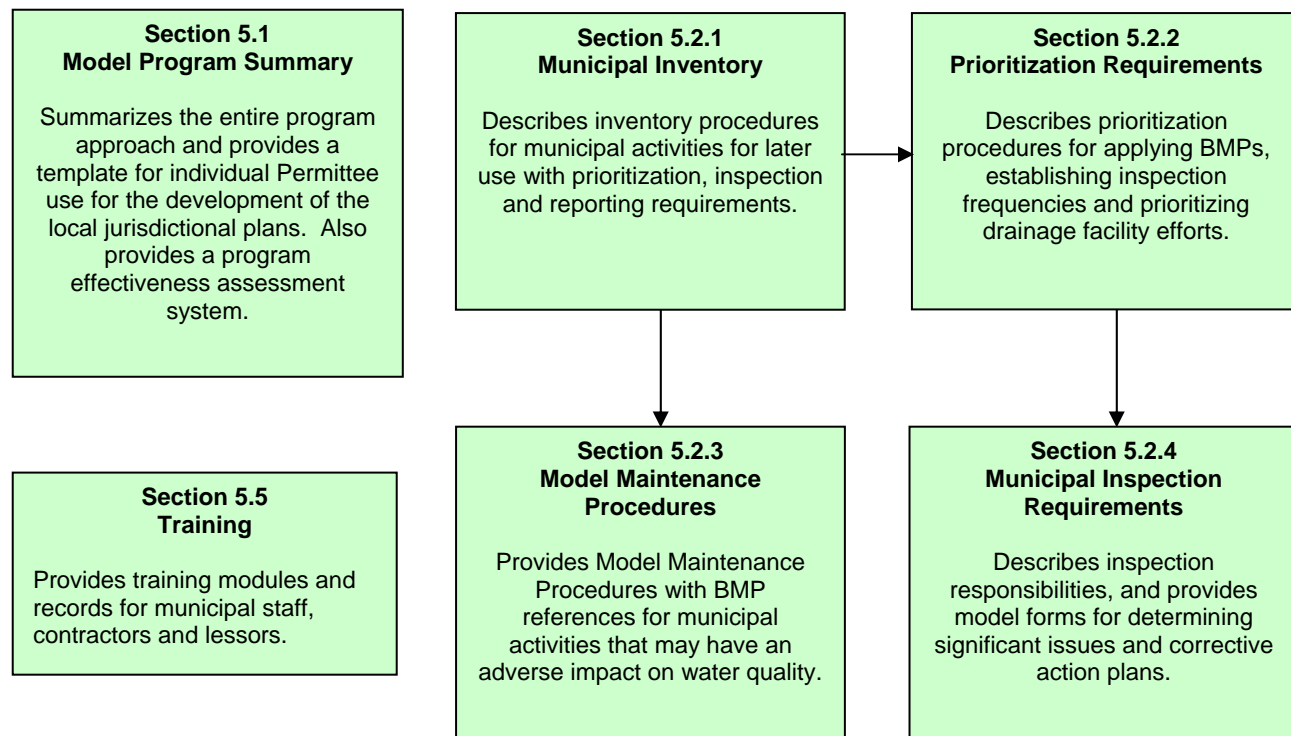 Section 5.1
Model Program Summary
Summarizes the entire program
approach and provides a
template for individual Permittee
use for the development of the
local jurisdictional plans.  Also
provides a program
effectiveness assessment
system.
Section 5.2.1
Municipal Inventory
Describes inventory procedures
for municipal activities for later
use with prioritization, inspection
and reporting requirements.
Section 5.2.2
Prioritization Requirements
Describes prioritization
procedures for applying BMPs,
establishing inspection
frequencies and prioritizing
drainage facility efforts.
Section 5.5
Training
Provides training modules and
records for municipal staff,
contractors and lessors.
Section 5.2.3
Model Maintenance
Procedures
Provides Model Maintenance
Procedures with BMP
references for municipal
activities that may have an
adverse impact on water quality.
Section 5.2.4
Municipal Inspection
Requirements
Describes inspection
responsibilities, and provides
model forms for determining
significant issues and corrective
action plans.